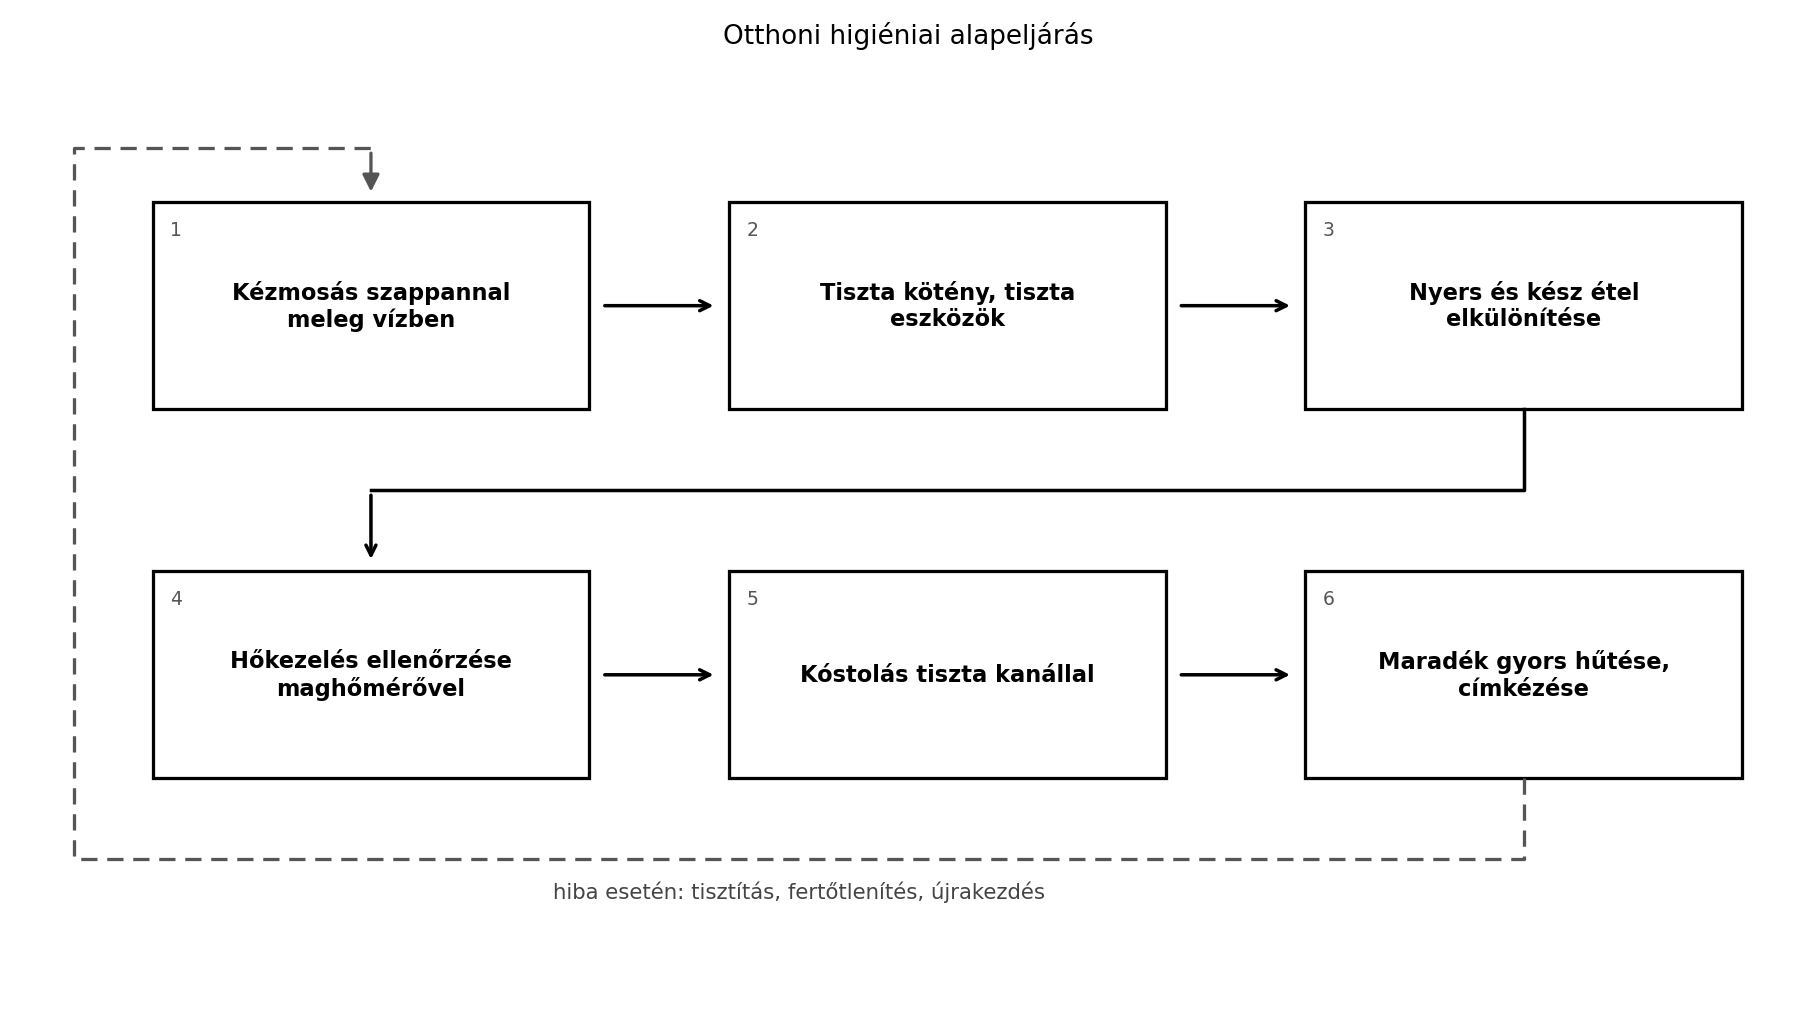 Otthoni higiéniai alapeljárás
1
Kézmosás szappannal
meleg vízben
2
Tiszta kötény, tiszta
eszközök
3
Nyers és kész étel
elkülönítése
4
Hőkezelés ellenőrzése
maghőmérővel
5
Kóstolás tiszta kanállal
6
Maradék gyors hűtése,
címkézése
hiba esetén: tisztítás, fertőtlenítés, újrakezdés